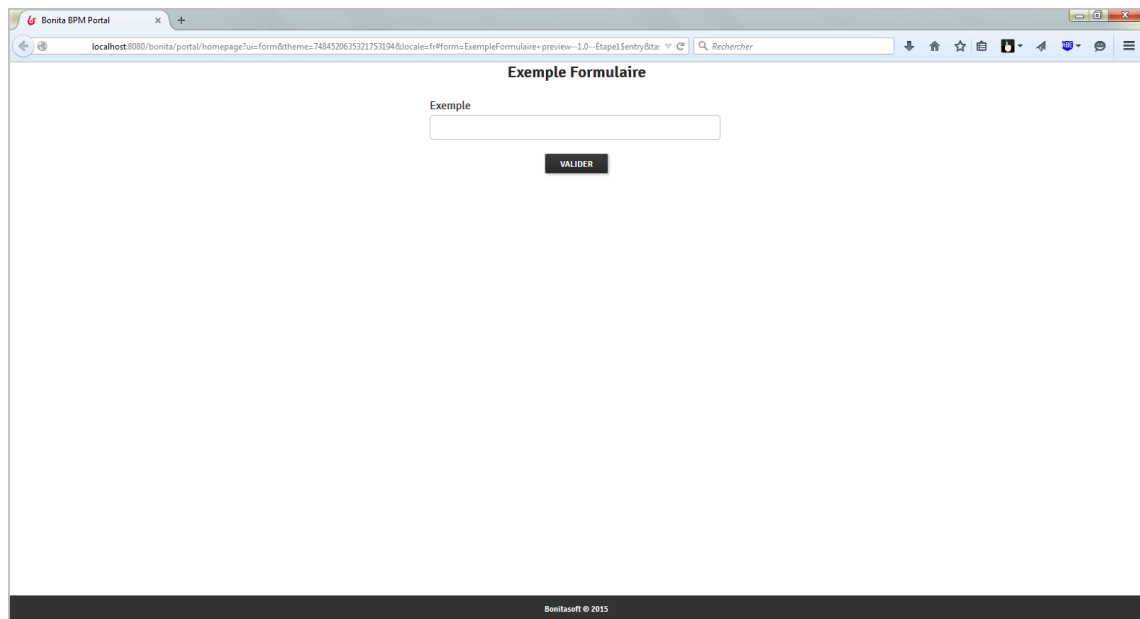 Bonita BPM Portal
localhost:8080/bonita/portal/homepage?ui=form&theme=7484520635321753194&locale=fr#form=ExempleFormulaire+preview--1.0--Étape1$entry&ta
Rechercher
Exemple Formulaire
Exemple
VALIDER
Bonitasoft © 2015